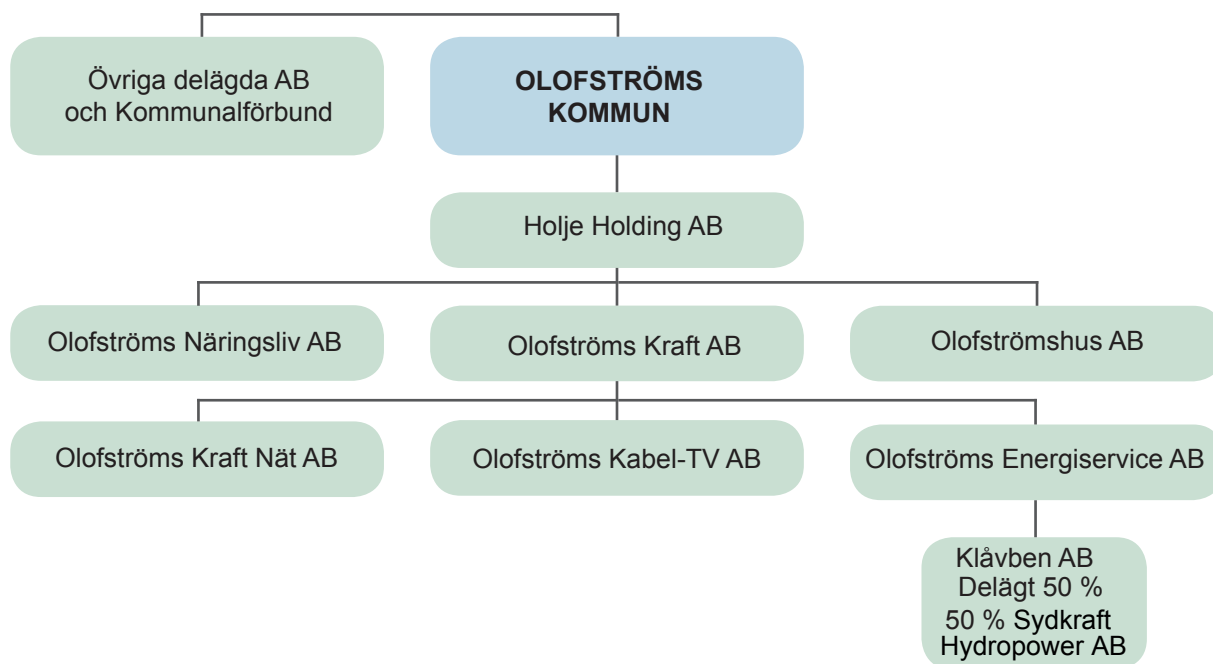 Övriga delägda AB
och Kommunalförbund
OLOFSTRÖMS
KOMMUN
Holje Holding AB
Olofströms Näringsliv AB
Olofströms Kraft AB
Olofströmshus AB
Olofströms Kraft Nät AB
Olofströms Kabel-TV AB
Olofströms Energiservice AB
Klåvben AB
Delägt 50 %
50 % Sydkraft
Hydropower AB